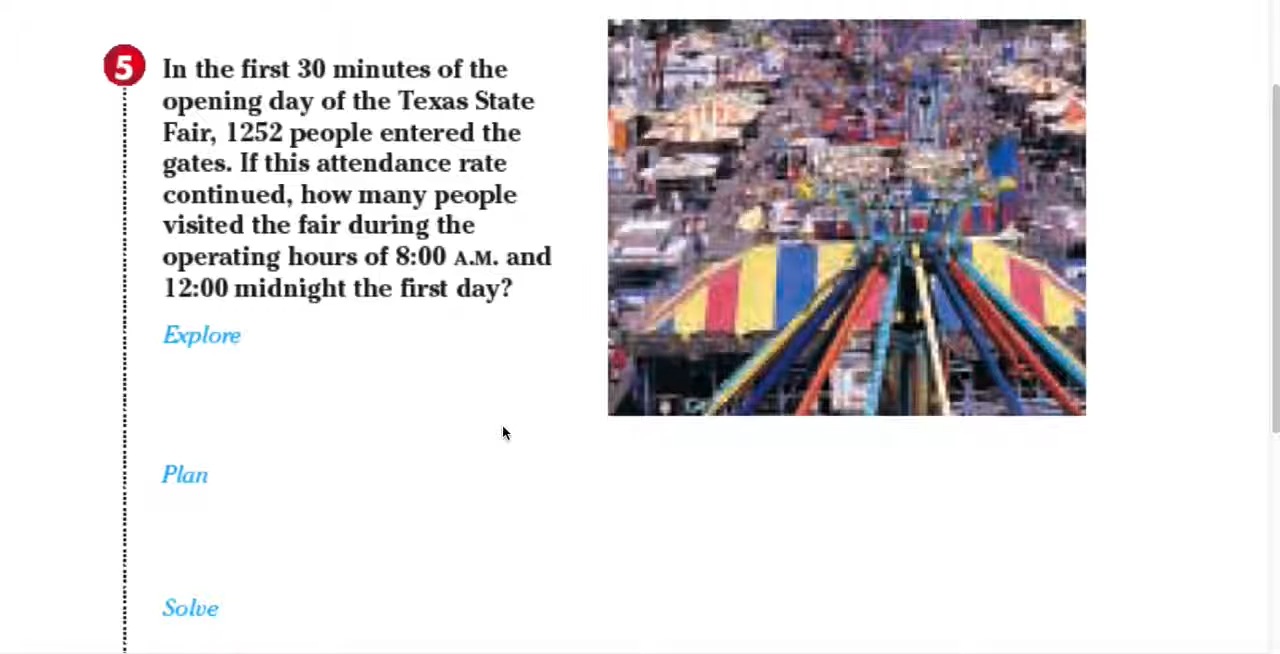 5 In the first 30 minutes of the
opening day of the Texas State
Fair, 1252 people entered the
gates. If this attendance rate
continued, how many people
visited the fair during the
operating hours of 8:00 A.M. and
12:00 midnight the first day?
Explore
Plan
Solve